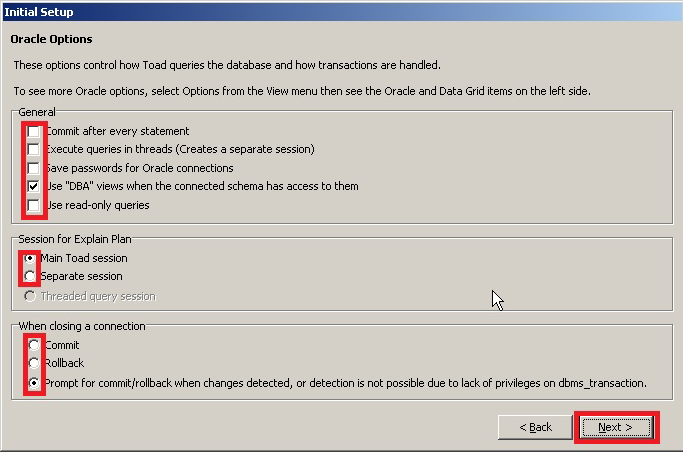 Initial Setup
Oracle Options
These options control how Toad queries the database and how transactions are handled.
To see more Oracle options, select Options from the View menu then see the Oracle and Data Grid items on the left side.
General
Commit after every statement
Execute queries in threads (Creates a separate session)
Save passwords for Oracle connections
Use "DBA" views when the connected schema has access to them
Use read-only queries
Session for Explain Plan
Main Toad session
Separate session
Threaded query session
When closing a connection
Commit
Rollback
Prompt for commit/rollback when changes detected, or detection is not possible due to lack of privileges on dbms_transaction.
< Back
Next >